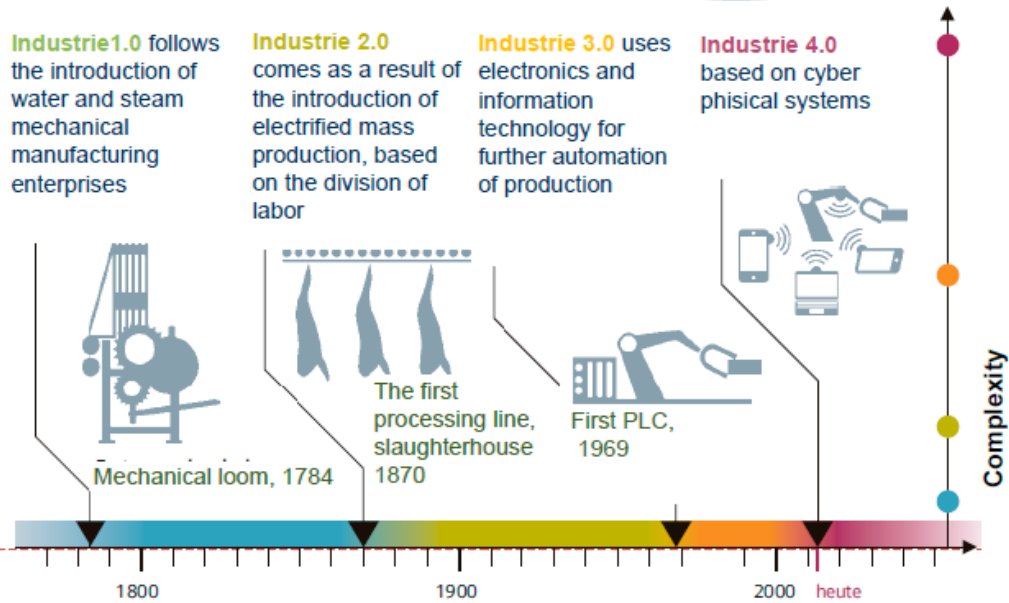 Industrie1.0 follows
the introduction of
water and steam
mechanical
manufacturing
enterprises
Industrie 2.0
comes as a result of
the introduction of
electrified mass
production, based
on the division of
labor
Industrie 3.0 uses
electronics and
information
technology for
further automation
of production
Industrie 4.0
based on cyber
phisical systems
Mechanical loom, 1784
The first
processing line,
slaughterhouse
1870
First PLC,
1969
Complexity
1800
1900
2000
heute